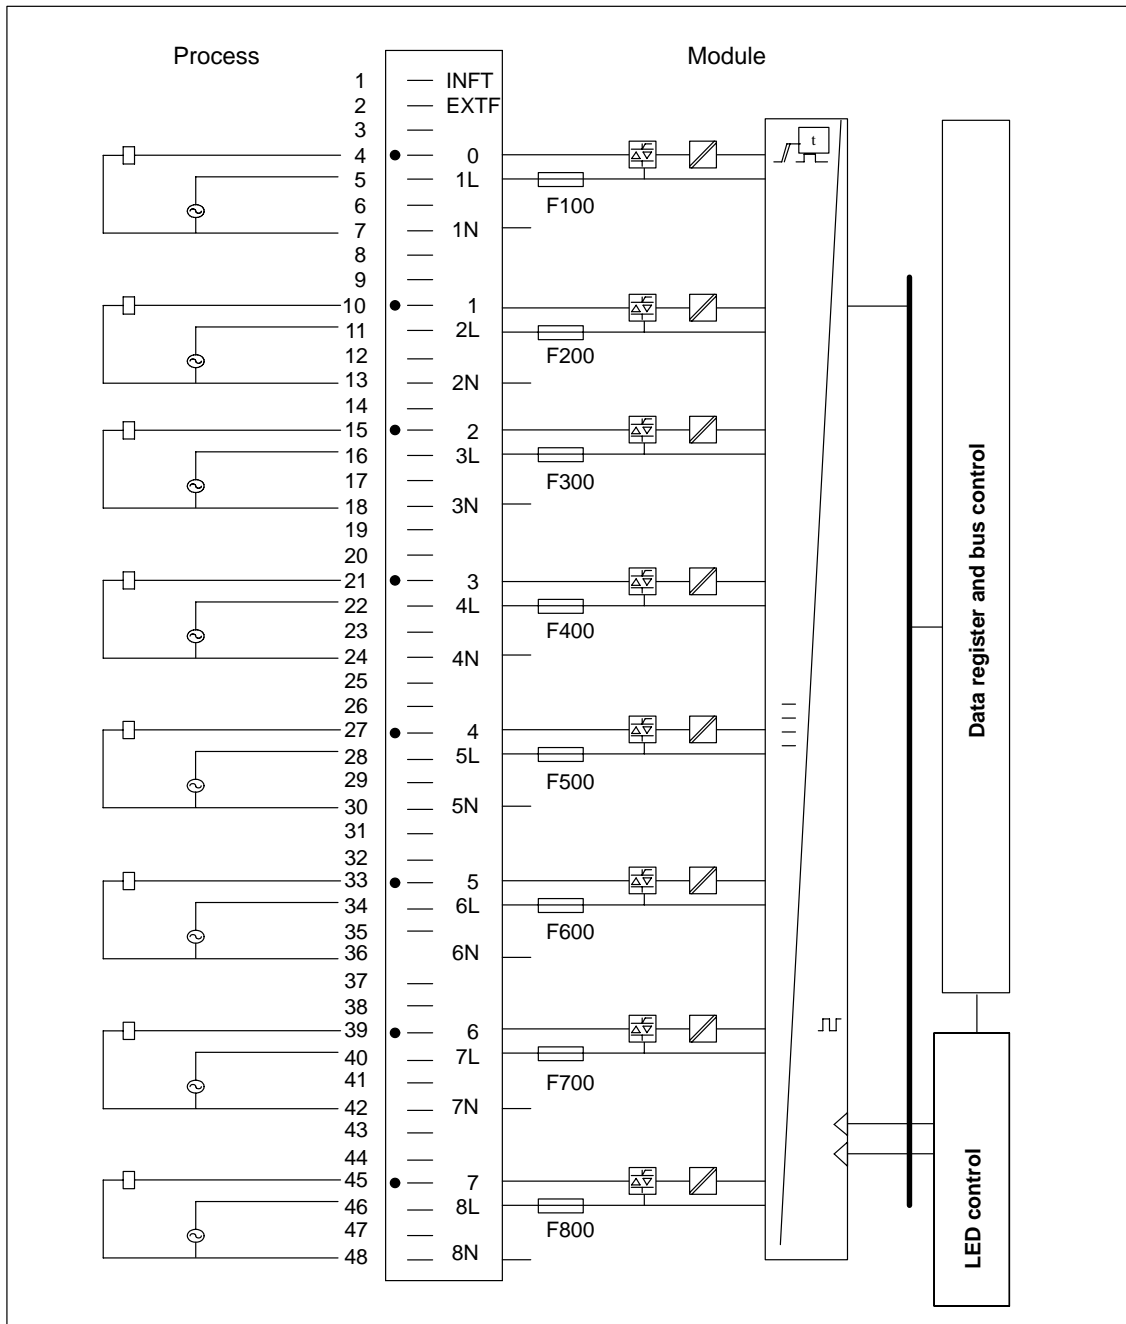 Process Module
1 INFT
2 EXTF
3
4 0 t
5 1L
F100
6
7 1N
8
9
10 1
11 2L
F200
12
13 2N
14
15 2
16 3L
F300
17
18 3N
19
20
21 3
22 4L
F400
23
24 4N
25
26
27 4
28 5L
F500
29
30 5N
31
32
33 5
34 6L
F600
35
36 6N
37
38
39 6
40 7L
F700
41
42 7N
43
44
45 7
46 8L
F800
47
48 8N
Data register and bus control
LED control